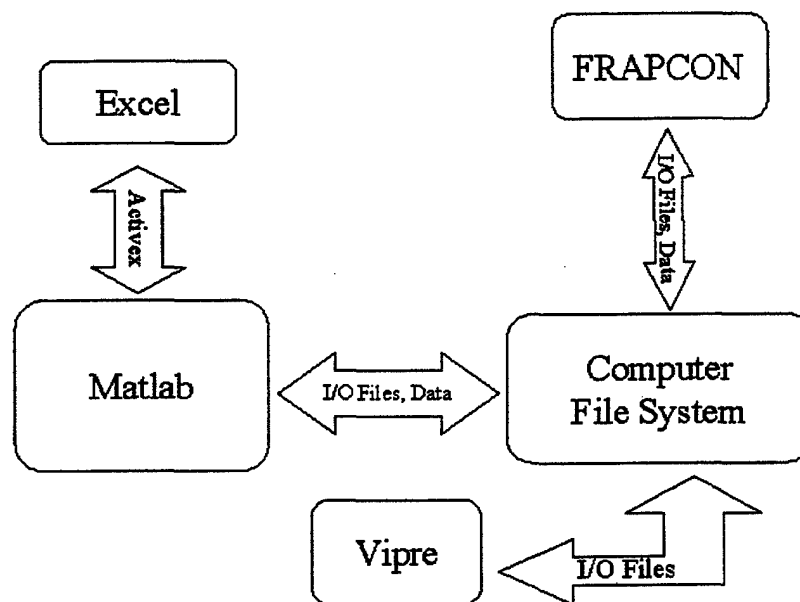 FRAPCON
Excel
Activex
I/O Files, Data
Matlab
I/O Files, Data
Computer
File System
Vipre
I/O Files